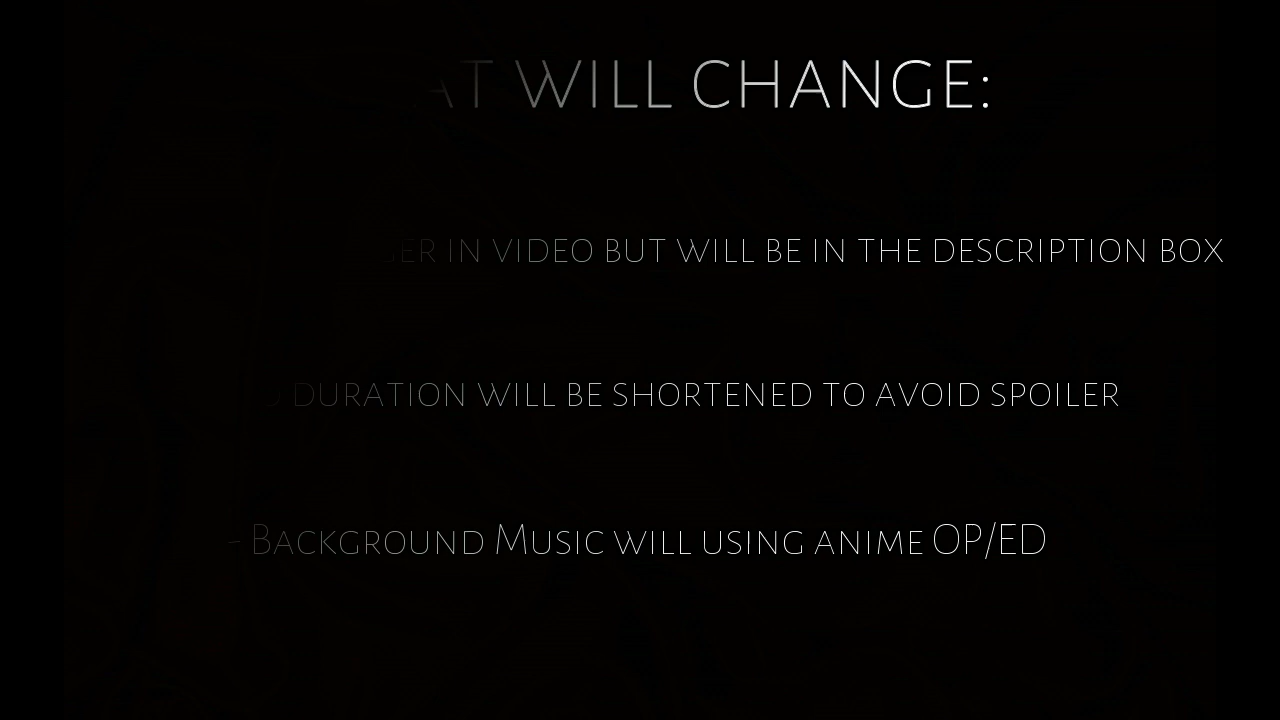 WILL CHANGE:
IN VIDEO BUT WILL BE IN THE DESCRIPTION BOX
DURATION WILL BE SHORTENED TO AVOID SPOILER
- Background Music will using anime OP/ED